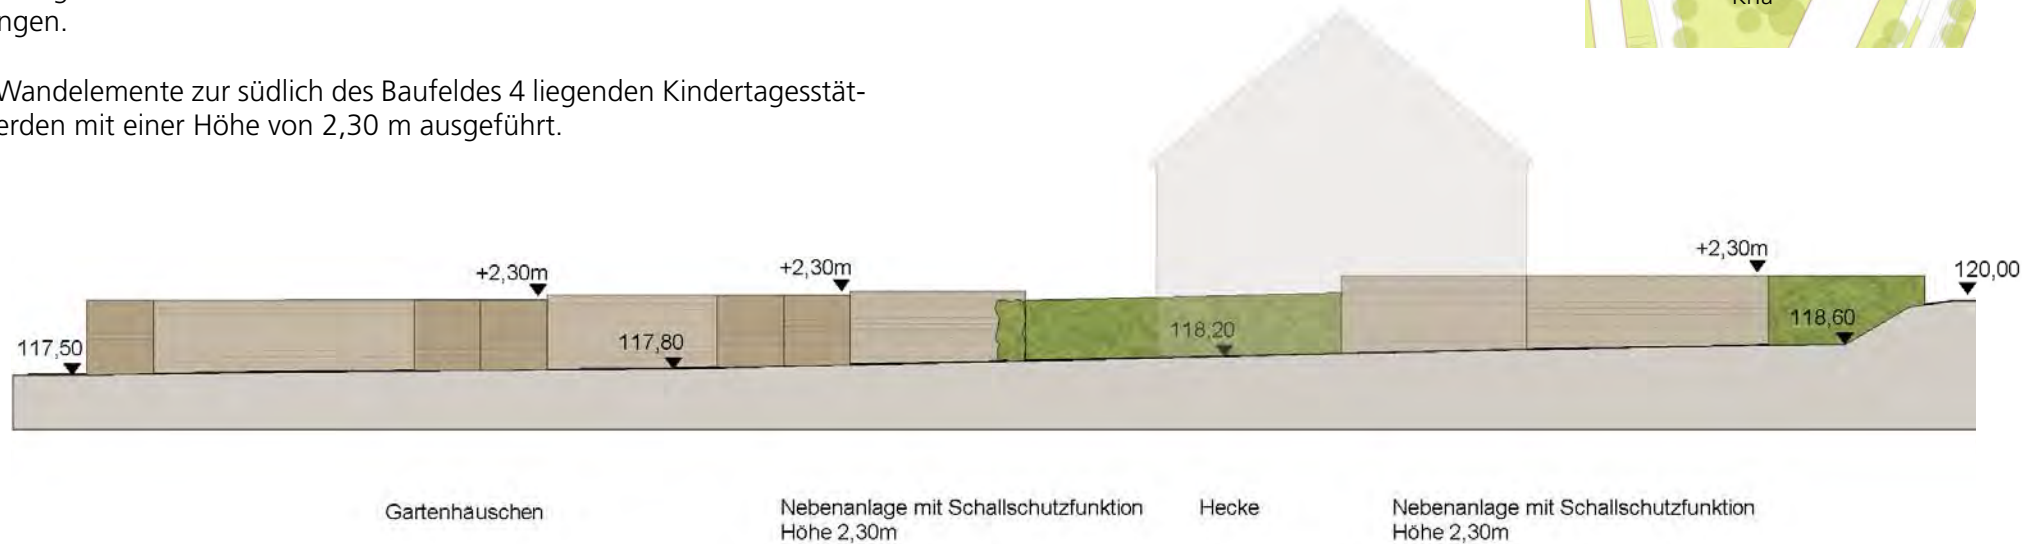 ngen.
Wandelemente zur südlich des Baufeldes 4 liegenden Kindertagesstät-
erden mit einer Höhe von 2,30 m ausgeführt.
+2,30m
+2,30m
+2,30m
120,00
117,50
117,80
118,20
118,60
Gartenhäuschen
Nebenanlage mit Schallschutzfunktion
Höhe 2,30m
Hecke
Nebenanlage mit Schallschutzfunktion
Höhe 2,30m